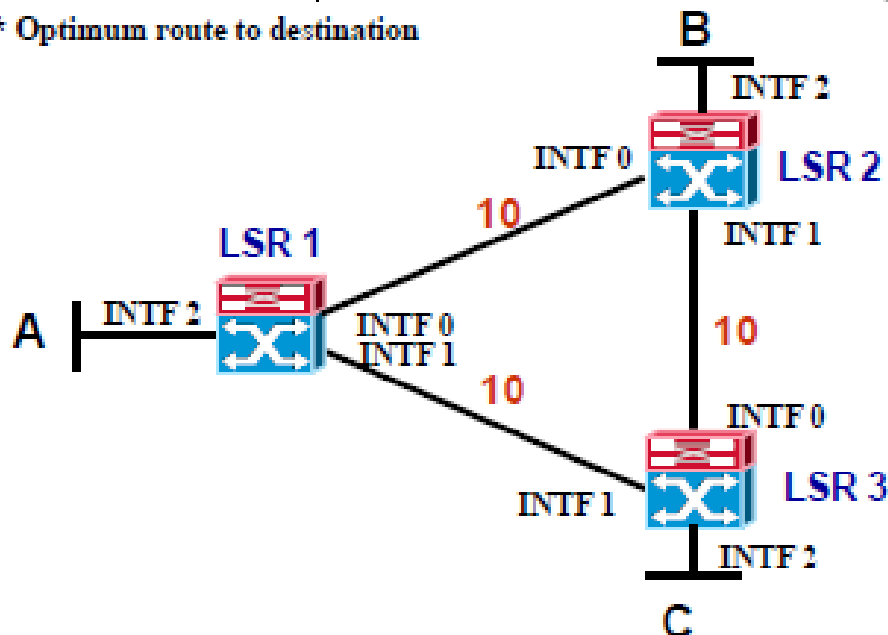 * Optimum route to destination
B
INTF 2
INTF 0
LSR 2
10
INTF 1
LSR 1
A
INTF 2
INTF 0
INTF 1
10
10
INTF 0
LSR 3
INTF 1
INTF 2
C